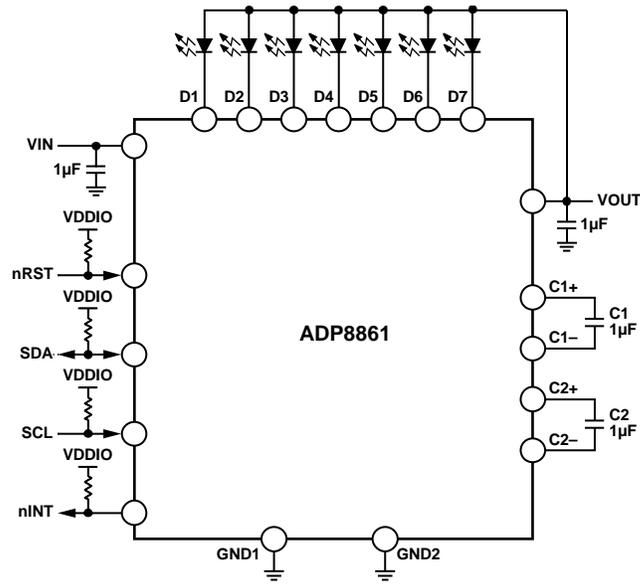 D1 D2 D3 D4 D5 D6 D7
VIN
1µF
VOUT
1µF
VDDIO
nRST
C1+
C1
1µF
C1–
VDDIO
SDA
ADP8861
VDDIO
SCL
C2+
C2
1µF
C2–
VDDIO
nINT
GND1
GND2